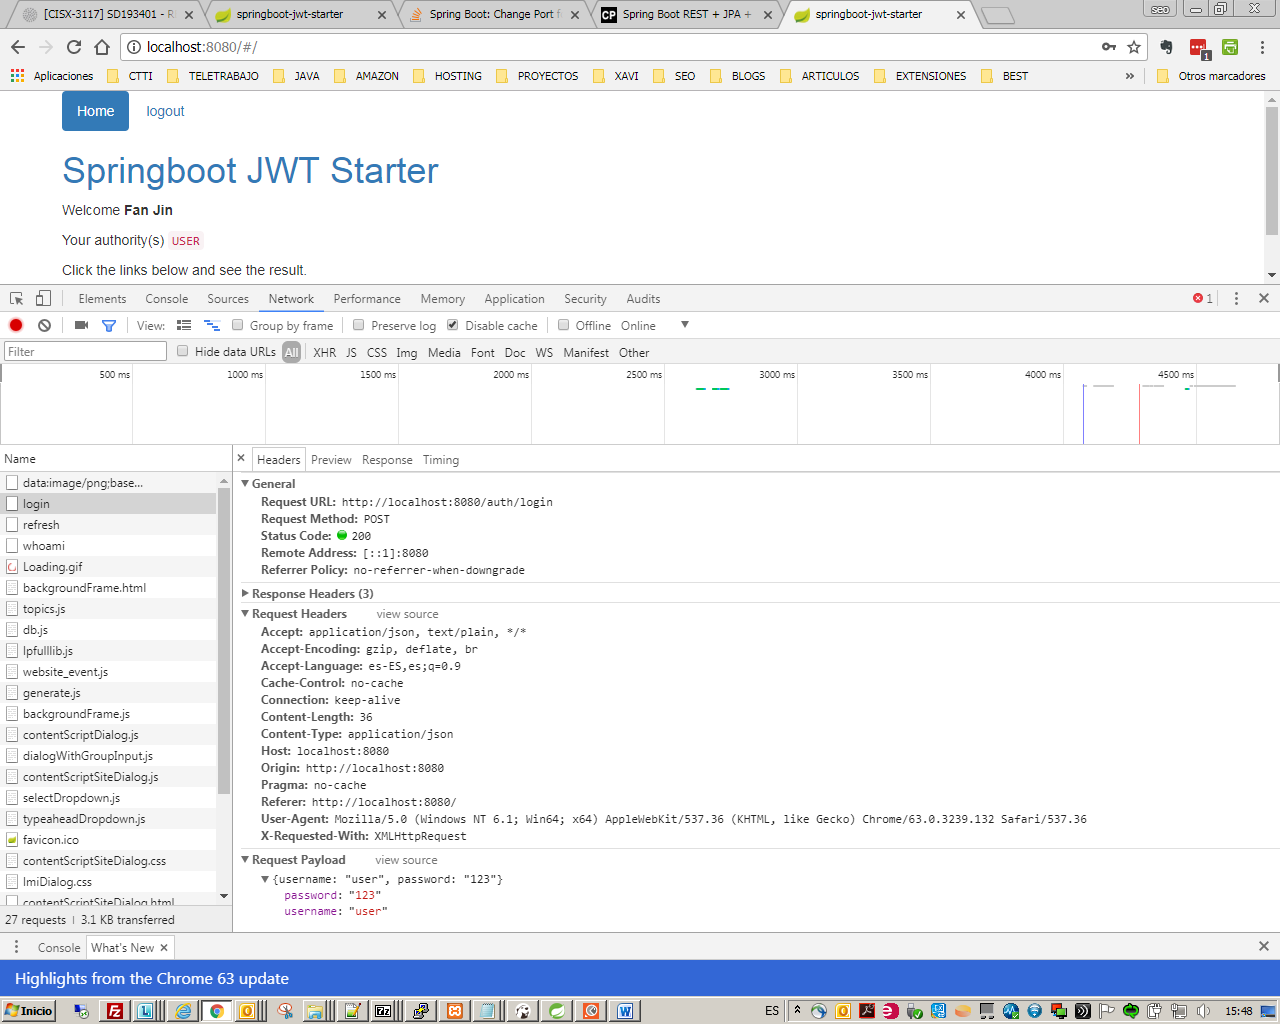 [CISX-3117] SD193401 - R
springboot-jwt-starter
Spring Boot: Change Port f
Spring Boot REST + JPA +
springboot-jwt-starter
seo
localhost:8080/#/
1
Aplicaciones
CTTI
TELETRABAJO
JAVA
AMAZON
HOSTING
PROYECTOS
XAVI
SEO
BLOGS
ARTICULOS
EXTENSIONES
BEST
»
Otros marcadores
Home
logout
Springboot JWT Starter
Welcome Fan Jin
Your authority(s) USER
Click the links below and see the result.
Elements Console Sources Network Performance Memory Application Security Audits
1
View:
Group by frame
Preserve log
Disable cache
Offline Online
Filter
Hide data URLs
All XHR JS CSS Img Media Font Doc WS Manifest Other
500 ms 1000 ms 1500 ms 2000 ms 2500 ms 3000 ms 3500 ms 4000 ms 4500 ms
Name
data:image/png;base...
login
refresh
whoami
Loading.gif
backgroundFrame.html
topics.js
db.js
lpfulllib.js
website_event.js
generate.js
backgroundFrame.js
contentScriptDialog.js
dialogWithGroupInput.js
contentScriptSiteDialog.js
selectDropdown.js
typeaheadDropdown.js
favicon.ico
contentScriptSiteDialog.css
lmiDialog.css
contentScriptSiteDialog.html
27 requests | 3.1 KB transferred
Headers Preview Response Timing
General
Request URL: http://localhost:8080/auth/login
Request Method: POST
Status Code: 200
Remote Address: [::1]:8080
Referrer Policy: no-referrer-when-downgrade
Response Headers (3)
Request Headers view source
Accept: application/json, text/plain, */*
Accept-Encoding: gzip, deflate, br
Accept-Language: es-ES,es;q=0.9
Cache-Control: no-cache
Connection: keep-alive
Content-Length: 36
Content-Type: application/json
Host: localhost:8080
Origin: http://localhost:8080
Pragma: no-cache
Referer: http://localhost:8080/
User-Agent: Mozilla/5.0 (Windows NT 6.1; Win64; x64) AppleWebKit/537.36 (KHTML, like Gecko) Chrome/63.0.3239.132 Safari/537.36
X-Requested-With: XMLHttpRequest
Request Payload view source
{username: "user", password: "123"}
password: "123"
username: "user"
Console
What's New
Highlights from the Chrome 63 update
Inicio
ES
15:48